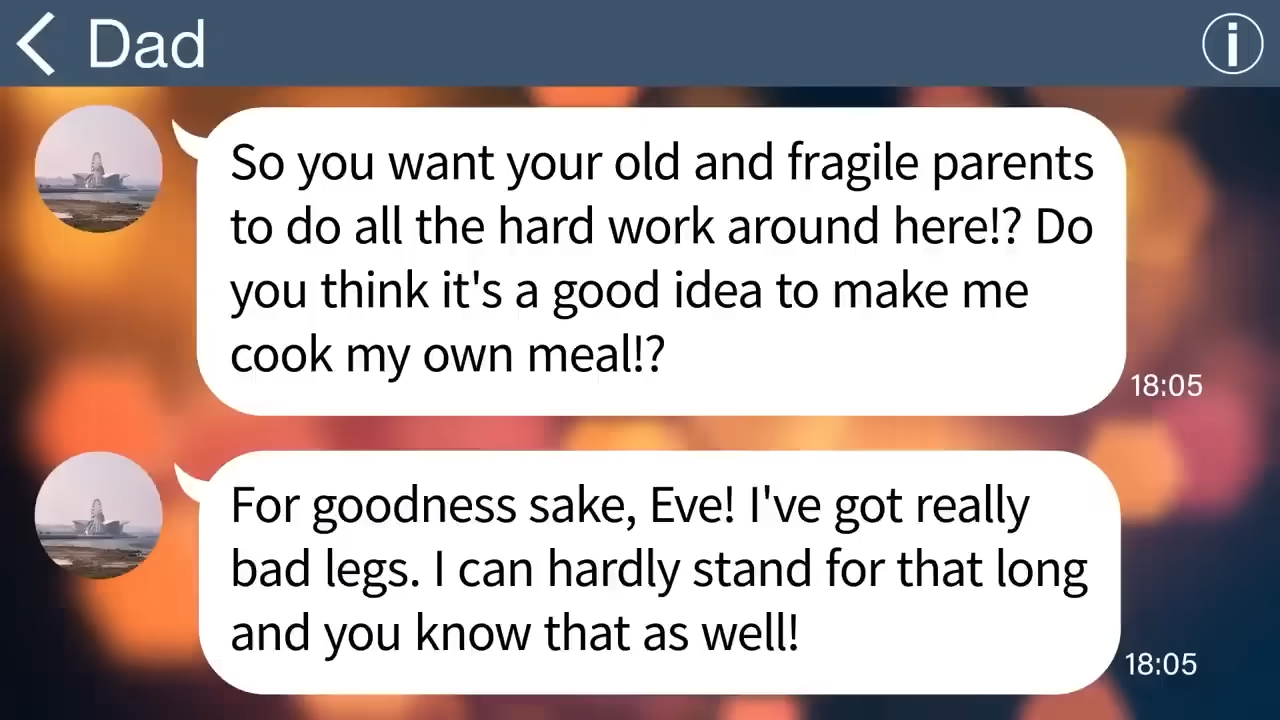 Dad
So you want your old and fragile parents
to do all the hard work around here!? Do
you think it's a good idea to make me
cook my own meal!?
18:05
For goodness sake, Eve! I've got really
bad legs. I can hardly stand for that long
and you know that as well!
18:05